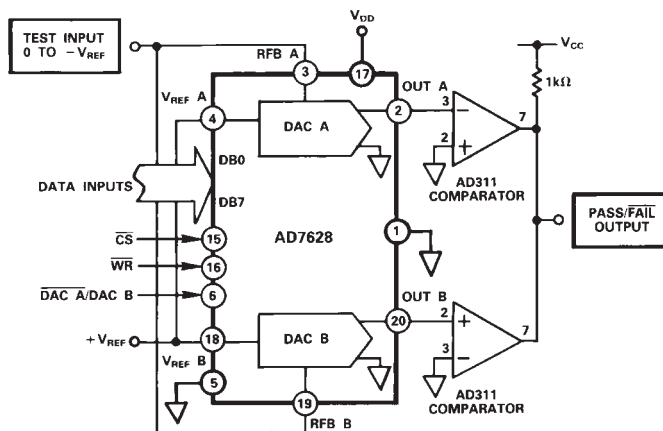 TEST INPUT
0 TO − VREF
VDD
RFB A
3
17
VREF A
4
DAC A
OUT A
2
3
−
2
+
7
AD311
COMPARATOR
VCC
1kΩ
DB0
DATA INPUTS
DB7
CS
15
WR
16
DAC A/DAC B
6
AD7628
1
PASS/FAIL
OUTPUT
+ VREF
18
VREF B
5
DAC B
OUT B
20
2
+
3
−
7
AD311
COMPARATOR
19
RFB B